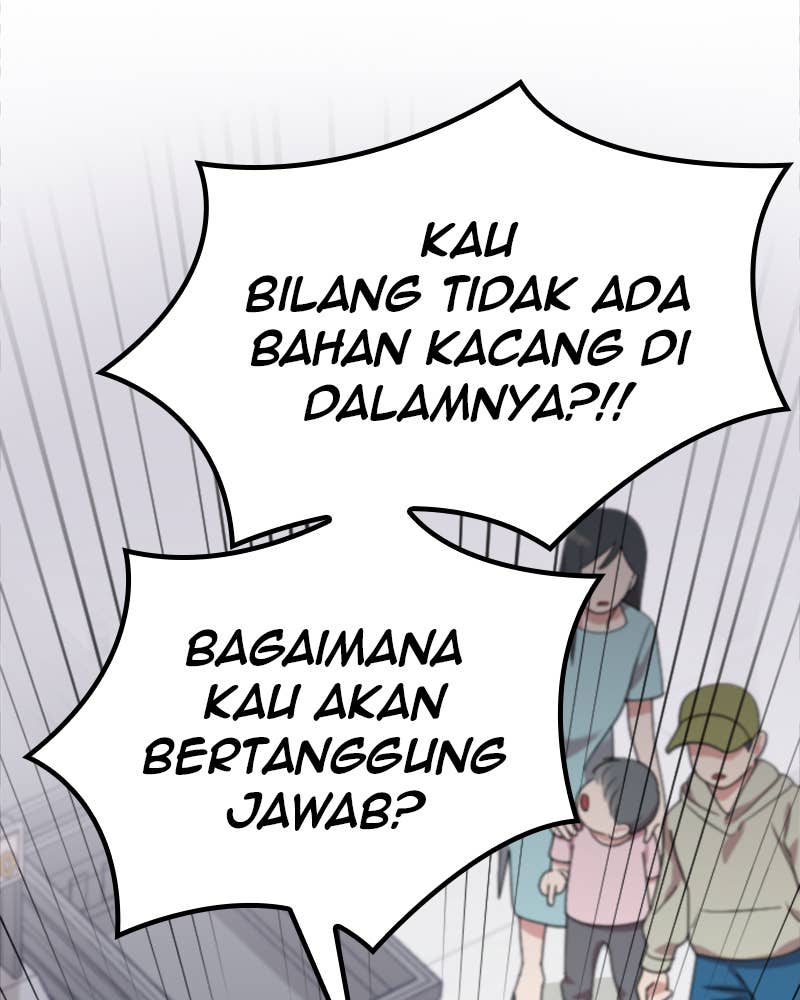 KAU
BILANG TIDAK ADA
BAHAN KACANG DI
DALAMNYA?!!
BAGAIMANA
KAU AKAN
BERTANGGUNG
JAWAB?